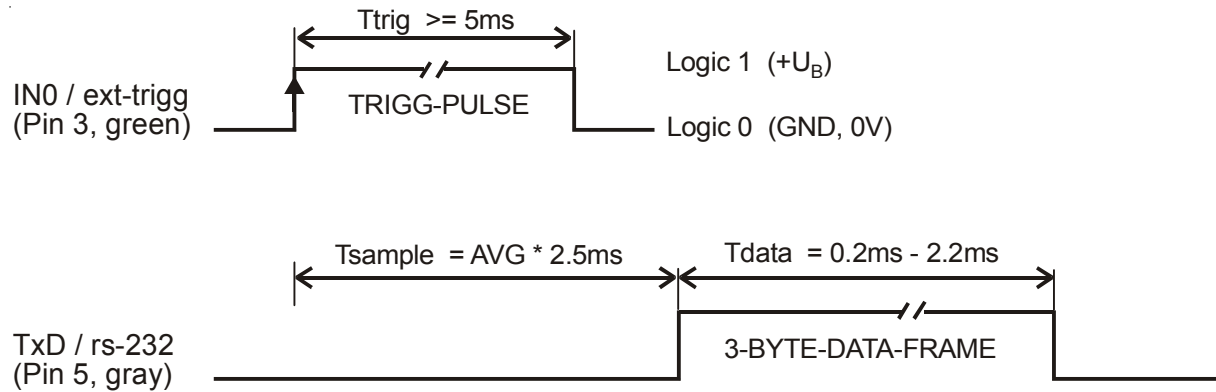 Ttrig >= 5ms
IN0 / ext-trigg
(Pin 3, green)
TRIGG-PULSE
Logic 1 (+UB)
Logic 0 (GND, 0V)
Tsample = AVG * 2.5ms
Tdata = 0.2ms - 2.2ms
TxD / rs-232
(Pin 5, gray)
3-BYTE-DATA-FRAME